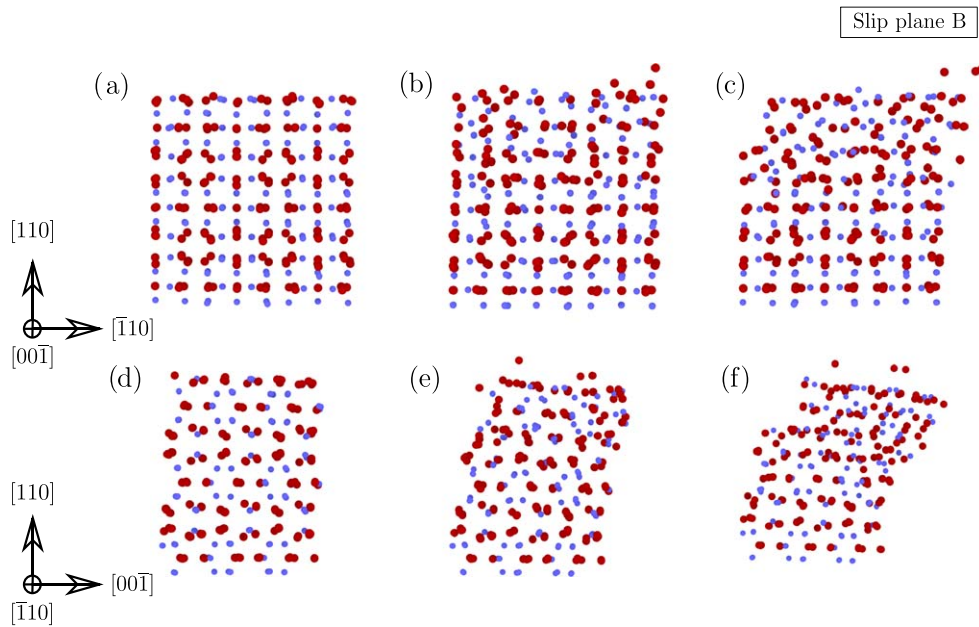 Slip plane B
(a) (b) (c)
[110]
[1̅10]
[001̅]
(d) (e) (f)
[110]
[001̅]
[1̅10]